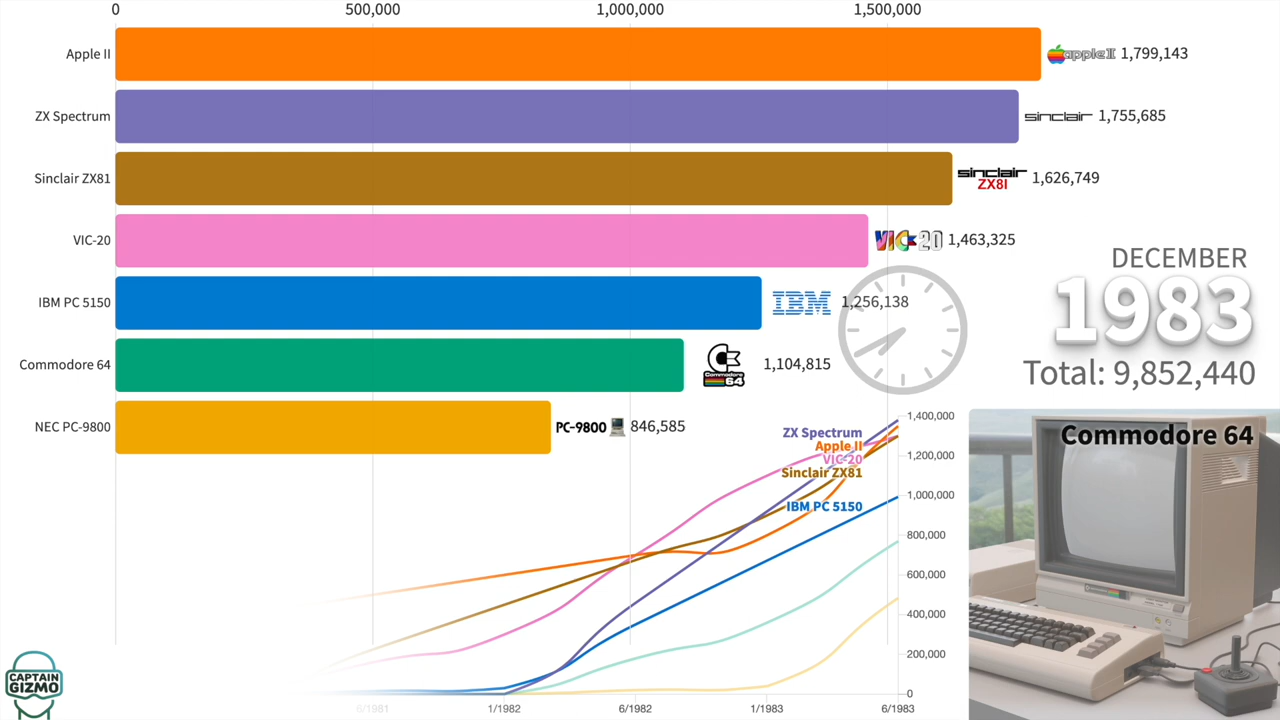 0 500,000 1,000,000 1,500,000
Apple II appleII 1,799,143
ZX Spectrum sinclair 1,755,685
Sinclair ZX81 sinclair ZX81 1,626,749
VIC-20 VIC-20 1,463,325
IBM PC 5150 IBM 1,256,138
Commodore 64 Commodore 64 1,104,815
NEC PC-9800 PC-9800 846,585
DECEMBER
1983
Total: 9,852,440
Commodore 64
ZX Spectrum
Apple II
VIC-20
Sinclair ZX81
IBM PC 5150
1,400,000
1,200,000
1,000,000
800,000
600,000
400,000
200,000
0
6/1981 1/1982 6/1982 1/1983 6/1983
CAPTAIN
GIZMO